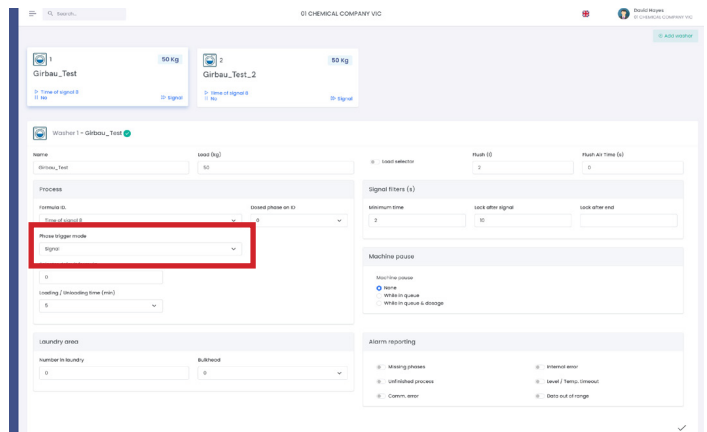 Search...
01 CHEMICAL COMPANY VIC
David Hayes
01 CHEMICAL COMPANY VIC
Add washer
1
50 Kg
Girbau_Test
Time of signal 8
No
Signal
2
50 Kg
Girbau_Test_2
Time of signal 8
No
Signal
Washer 1 - Girbau_Test
Name
Load (kg)
Load selector
Flush (l)
Flush Air Time (s)
Girbau_Test
50
2
0
Process
Signal filters (s)
Formula ID.
Dosed phase on ID
Minimum time
Lock after signal
Lock after end
Time of signal 8
2
10
Phase trigger mode
Signal
Machine pause
0
Machine pause
None
While in queue
While in queue & dosage
Loading / Unloading time (min)
5
Laundry area
Alarm reporting
Number in laundry
Bulkhead
0
0
Missing phases
Internal error
Unfinished process
Level / Temp. timeout
Comm. error
Data out of range